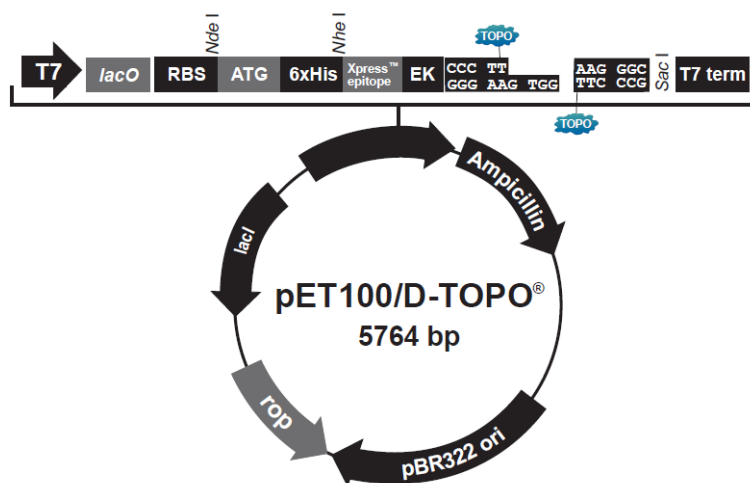 Nde I
Nhe I
TOPO
T7
lacO
RBS
ATG
6xHis
Xpress™
epitope
EK
CCC TT
GGG AAG TGG
AAG GGC
TTC CCG
Sac I
T7 term
TOPO
Ampicillin
lacI
pET100/D-TOPO®
5764 bp
rop
pBR322 ori